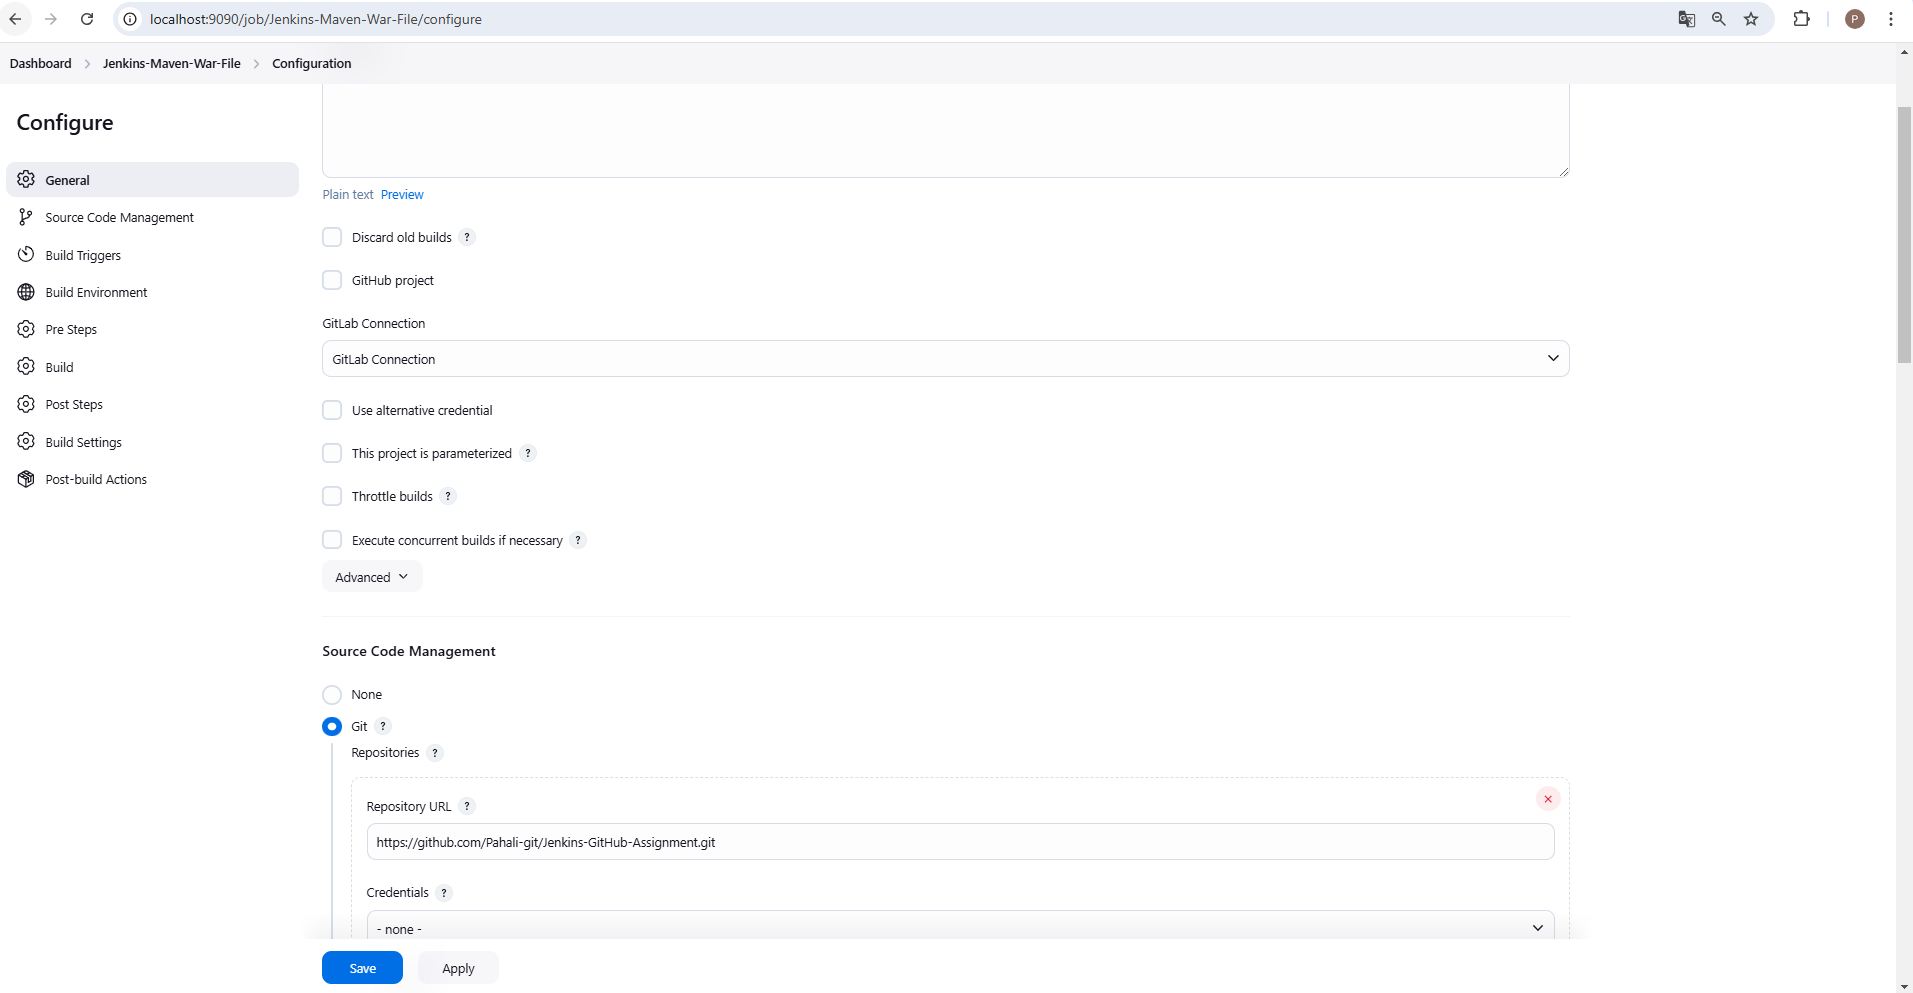 localhost:9090/job/Jenkins-Maven-War-File/configure
P
Dashboard > Jenkins-Maven-War-File > Configuration
Configure
General
Source Code Management
Build Triggers
Build Environment
Pre Steps
Build
Post Steps
Build Settings
Post-build Actions
Plain text Preview
Discard old builds ?
GitHub project
GitLab Connection
GitLab Connection
Use alternative credential
This project is parameterized ?
Throttle builds ?
Execute concurrent builds if necessary ?
Advanced
Source Code Management
None
Git ?
Repositories ?
Repository URL ?
https://github.com/Pahali-git/Jenkins-GitHub-Assignment.git
Credentials ?
- none -
Save Apply